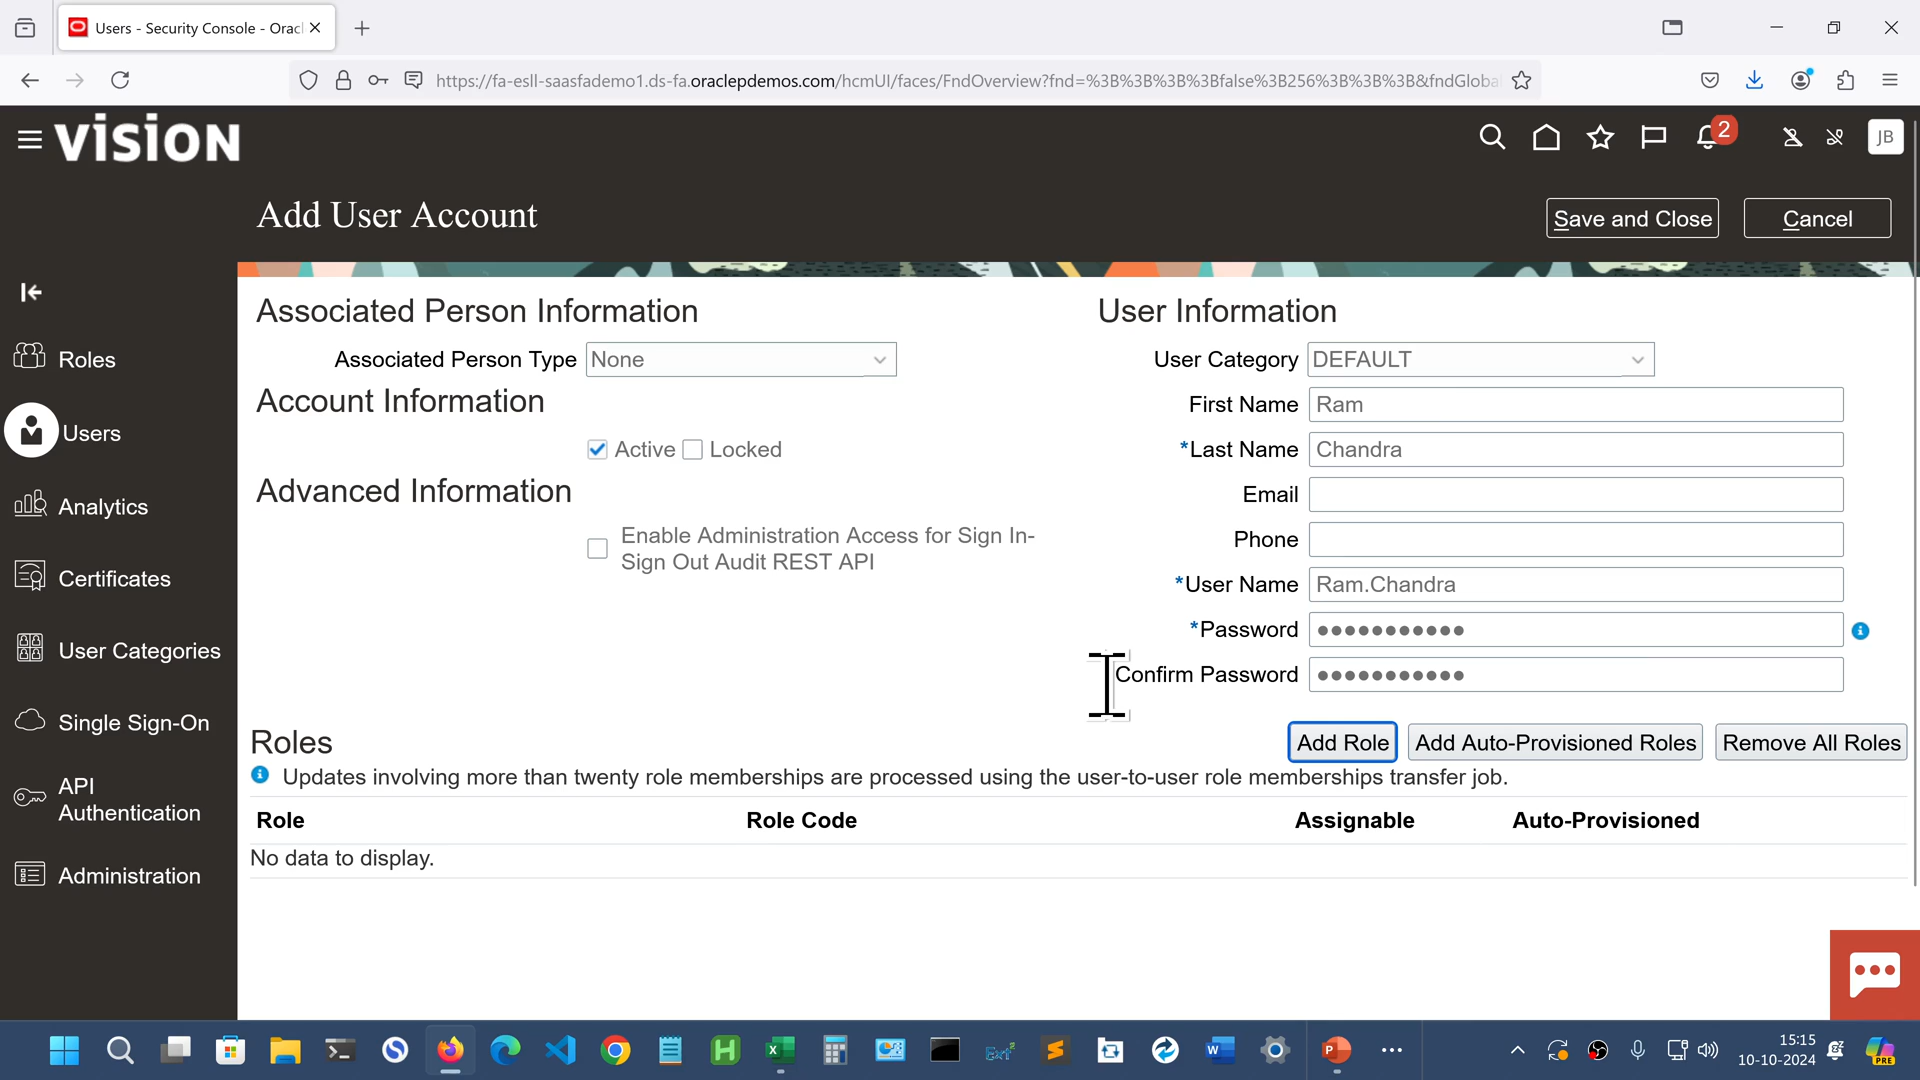 Users - Security Console - Orac
https://fa-esll-saasfademo1.ds-fa.oraclepdemos.com/hcmUI/faces/FndOverview?fnd=%3B%3B%3B%3Bfalse%3B256%3B%3B%3B&fndGloba
vision
2
JB
Add User Account
Save and Close
Cancel
Associated Person Information
User Information
Associated Person Type None
User Category DEFAULT
Account Information
First Name Ram
Active Locked
*Last Name Chandra
Advanced Information
Email
Enable Administration Access for Sign In-
Sign Out Audit REST API
Phone
*User Name Ram.Chandra
*Password
Confirm Password
Roles
Users
Analytics
Certificates
User Categories
Single Sign-On
API
Authentication
Administration
Roles
Add Role
Add Auto-Provisioned Roles
Remove All Roles
Updates involving more than twenty role memberships are processed using the user-to-user role memberships transfer job.
Role Role Code Assignable Auto-Provisioned
No data to display.
15:15
10-10-2024
PRE